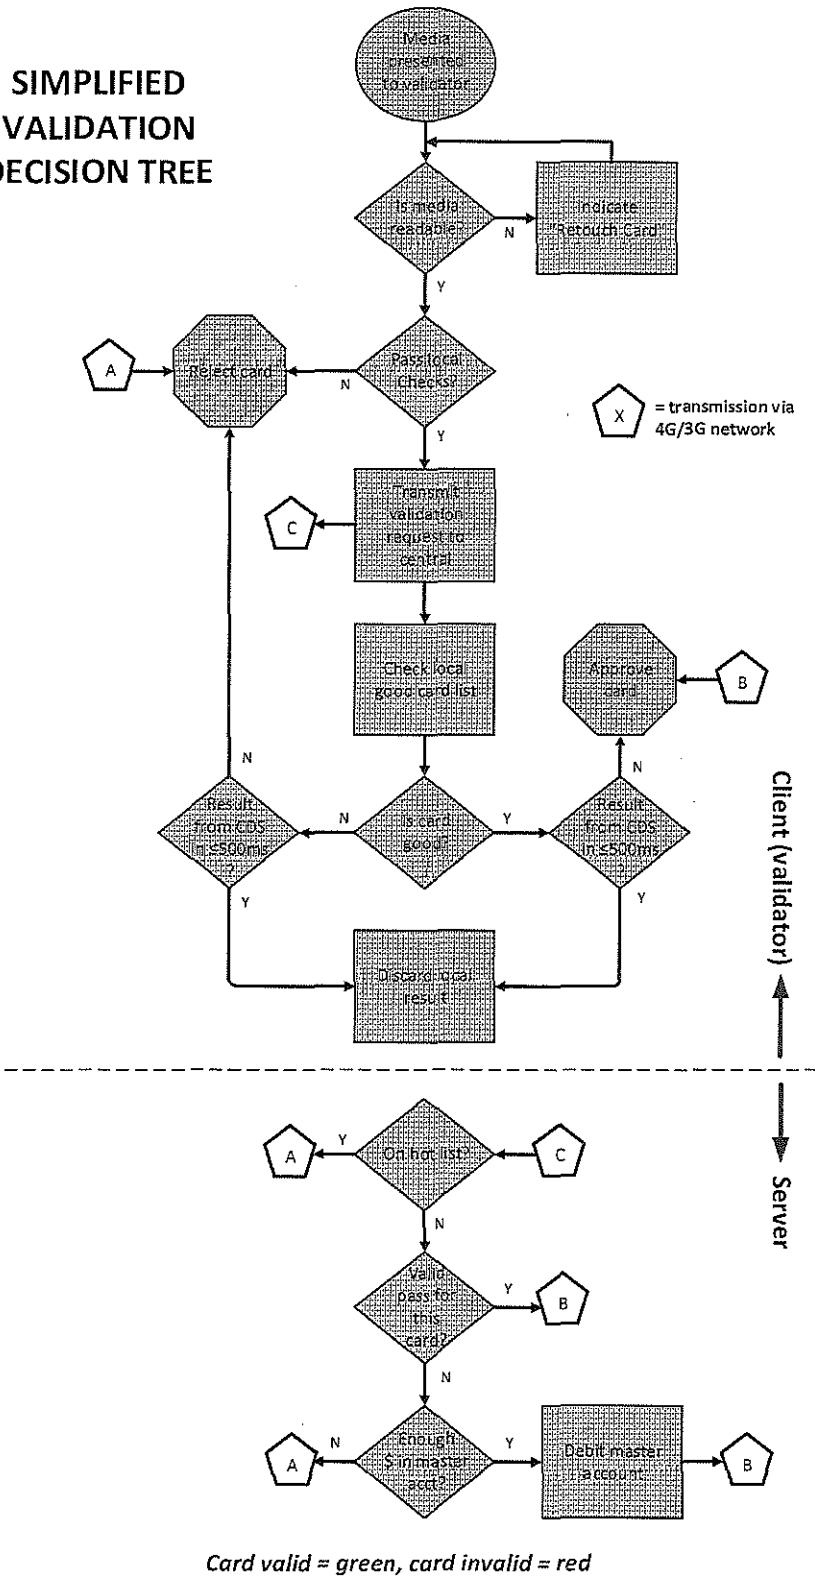 SIMPLIFIED
VALIDATION
DECISION TREE
Media
presented
to validator
Is media
readable?
N
Indicate
"Retouch Card
Y
A
Reject card
N
Pass local
Checks?
X
= transmission via
4G/3G network
Y
C
Transmit
validation
request to
central
Check local
good card list
Approve
card
B
N
N
Result
from CDS
in ≤500ms
?
N
Is card
good?
Y
Result
from CDS
in ≤500ms
?
Y
Y
Discard local
result
Client (validator)
Server
A
Y
On hot list?
C
N
Valid
pass for
this
card?
Y
B
N
A
N
Enough
$ in master
acct?
Y
Debit master
account
B
Card valid = green, card invalid = red